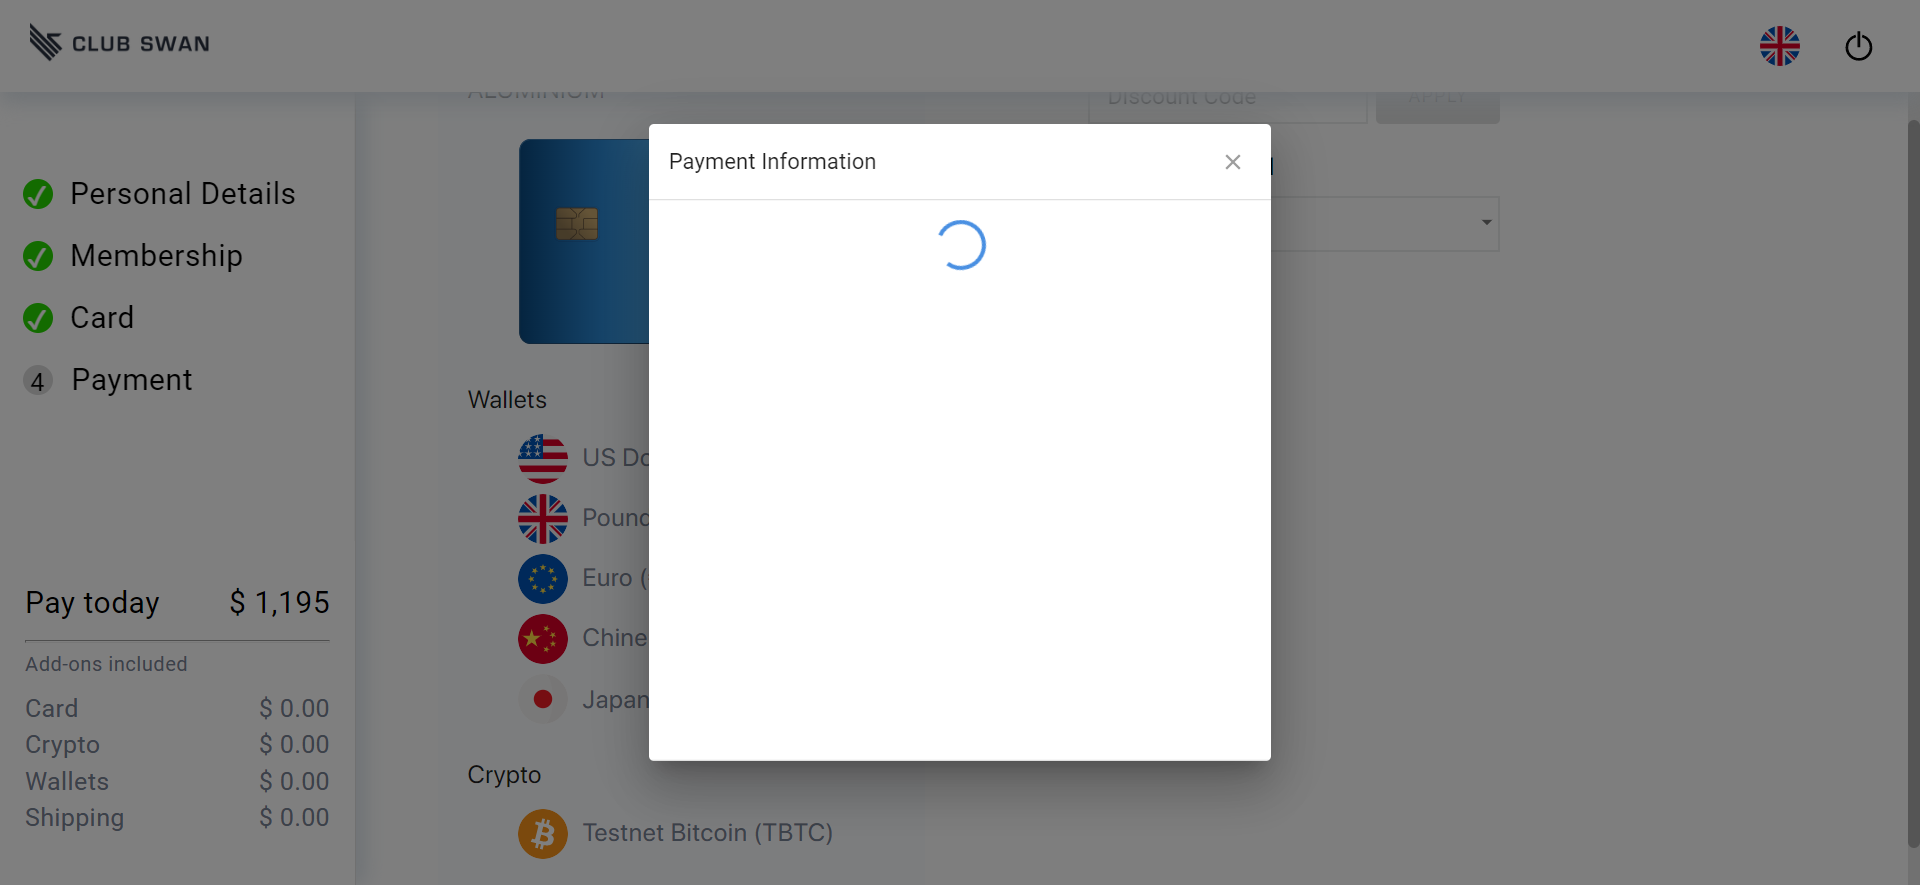 CLUB SWAN
Personal Details
Membership
Card
4 Payment
Pay today $ 1,195
Add-ons included
Card $ 0.00
Crypto $ 0.00
Wallets $ 0.00
Shipping $ 0.00
ALUMINIUM
Wallets
US Do
Pound
Euro (
Chine
Japan
Crypto
Testnet Bitcoin (TBTC)
Discount Code
APPLY
Payment Information